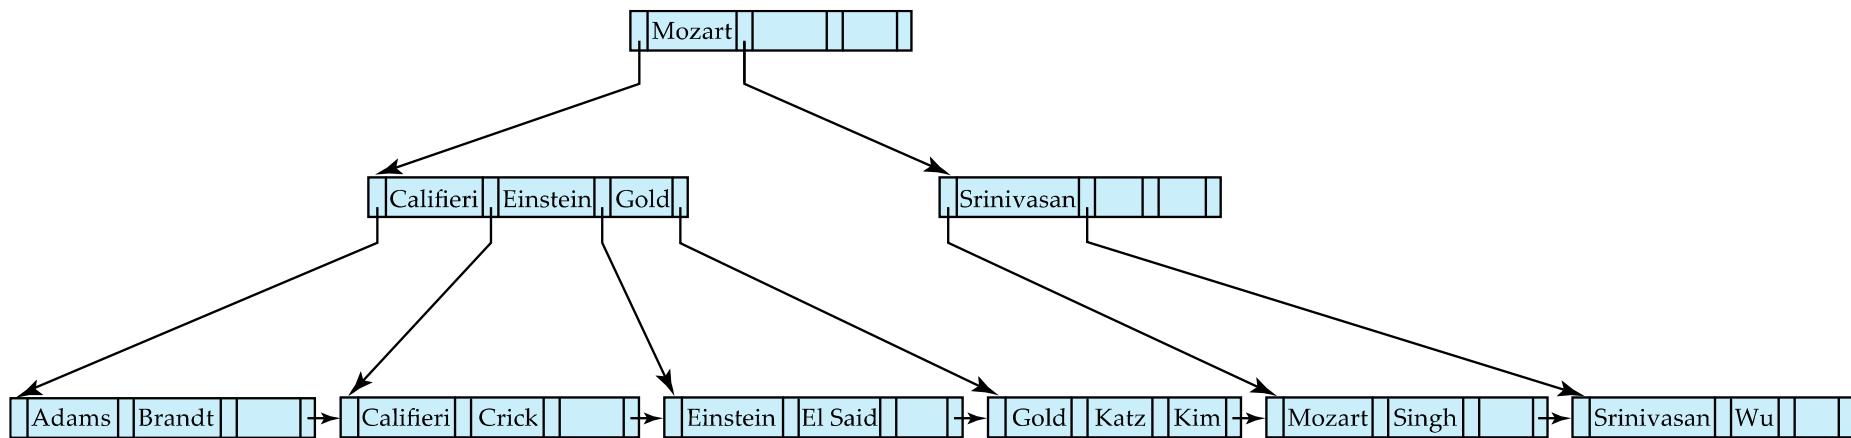 Mozart
Califieri Einstein Gold Srinivasan
Adams Brandt Califieri Crick Einstein El Said Gold Katz Kim Mozart Singh Srinivasan Wu